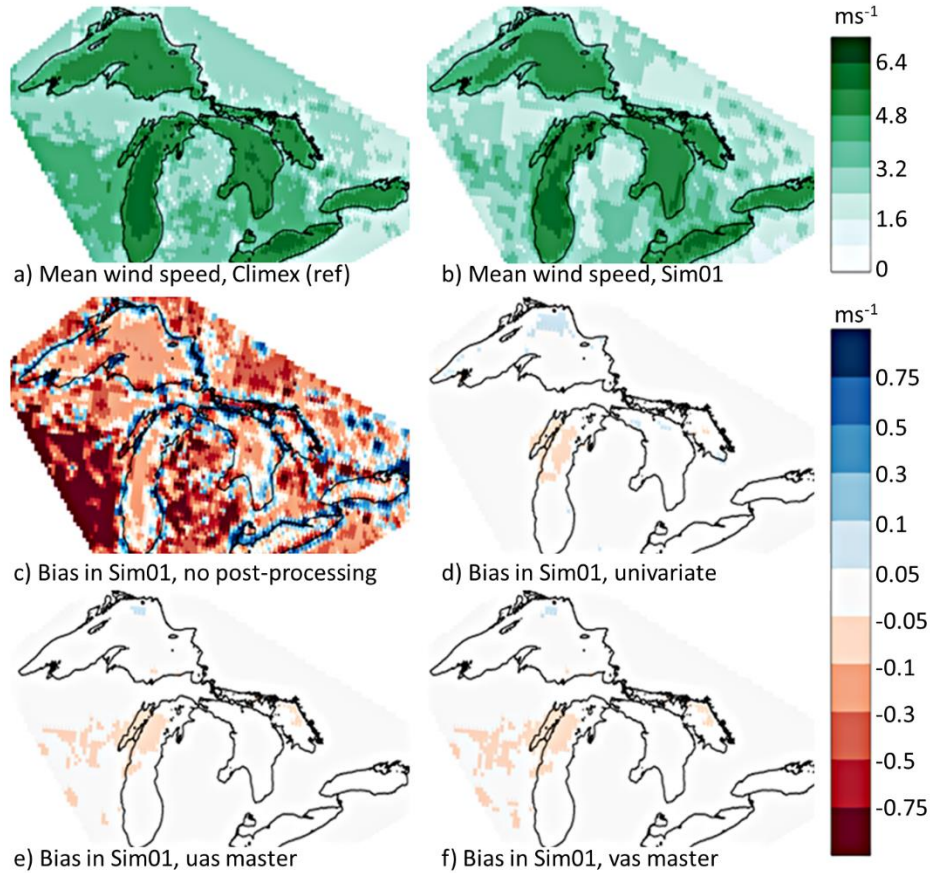 ms-1
6.4
4.8
3.2
1.6
0
a) Mean wind speed, Climex (ref)
b) Mean wind speed, Sim01
ms-1
0.75
0.5
0.3
0.1
0.05
-0.05
-0.1
-0.3
-0.5
-0.75
c) Bias in Sim01, no post-processing
d) Bias in Sim01, univariate
e) Bias in Sim01, uas master
f) Bias in Sim01, vas master